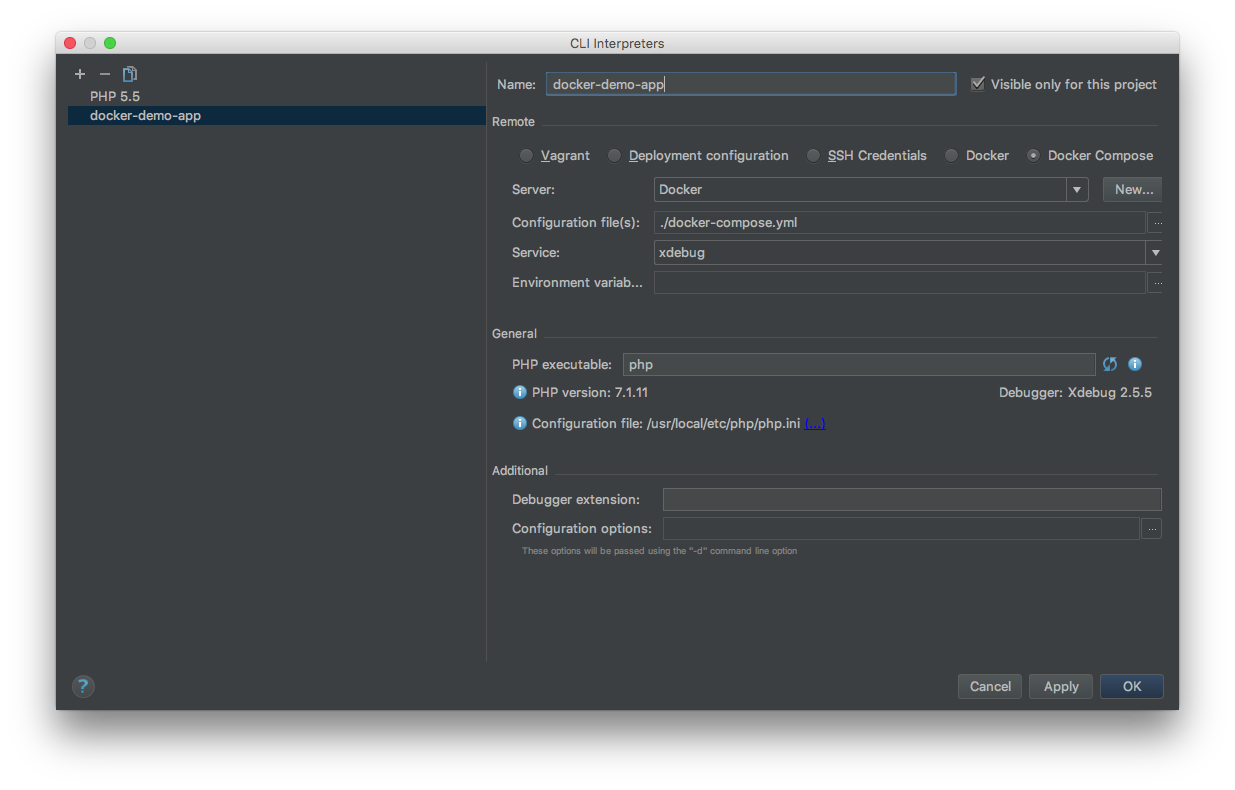 CLI Interpreters
PHP 5.5
docker-demo-app
Name: docker-demo-app Visible only for this project
Remote
Vagrant Deployment configuration SSH Credentials Docker Docker Compose
Server: Docker New...
Configuration file(s): ./docker-compose.yml ...
Service: xdebug
Environment variab... ...
General
PHP executable: php
PHP version: 7.1.11 Debugger: Xdebug 2.5.5
Configuration file: /usr/local/etc/php/php.ini (...)
Additional
Debugger extension:
Configuration options: ...
These options will be passed using the "-d" command line option
? Cancel Apply OK